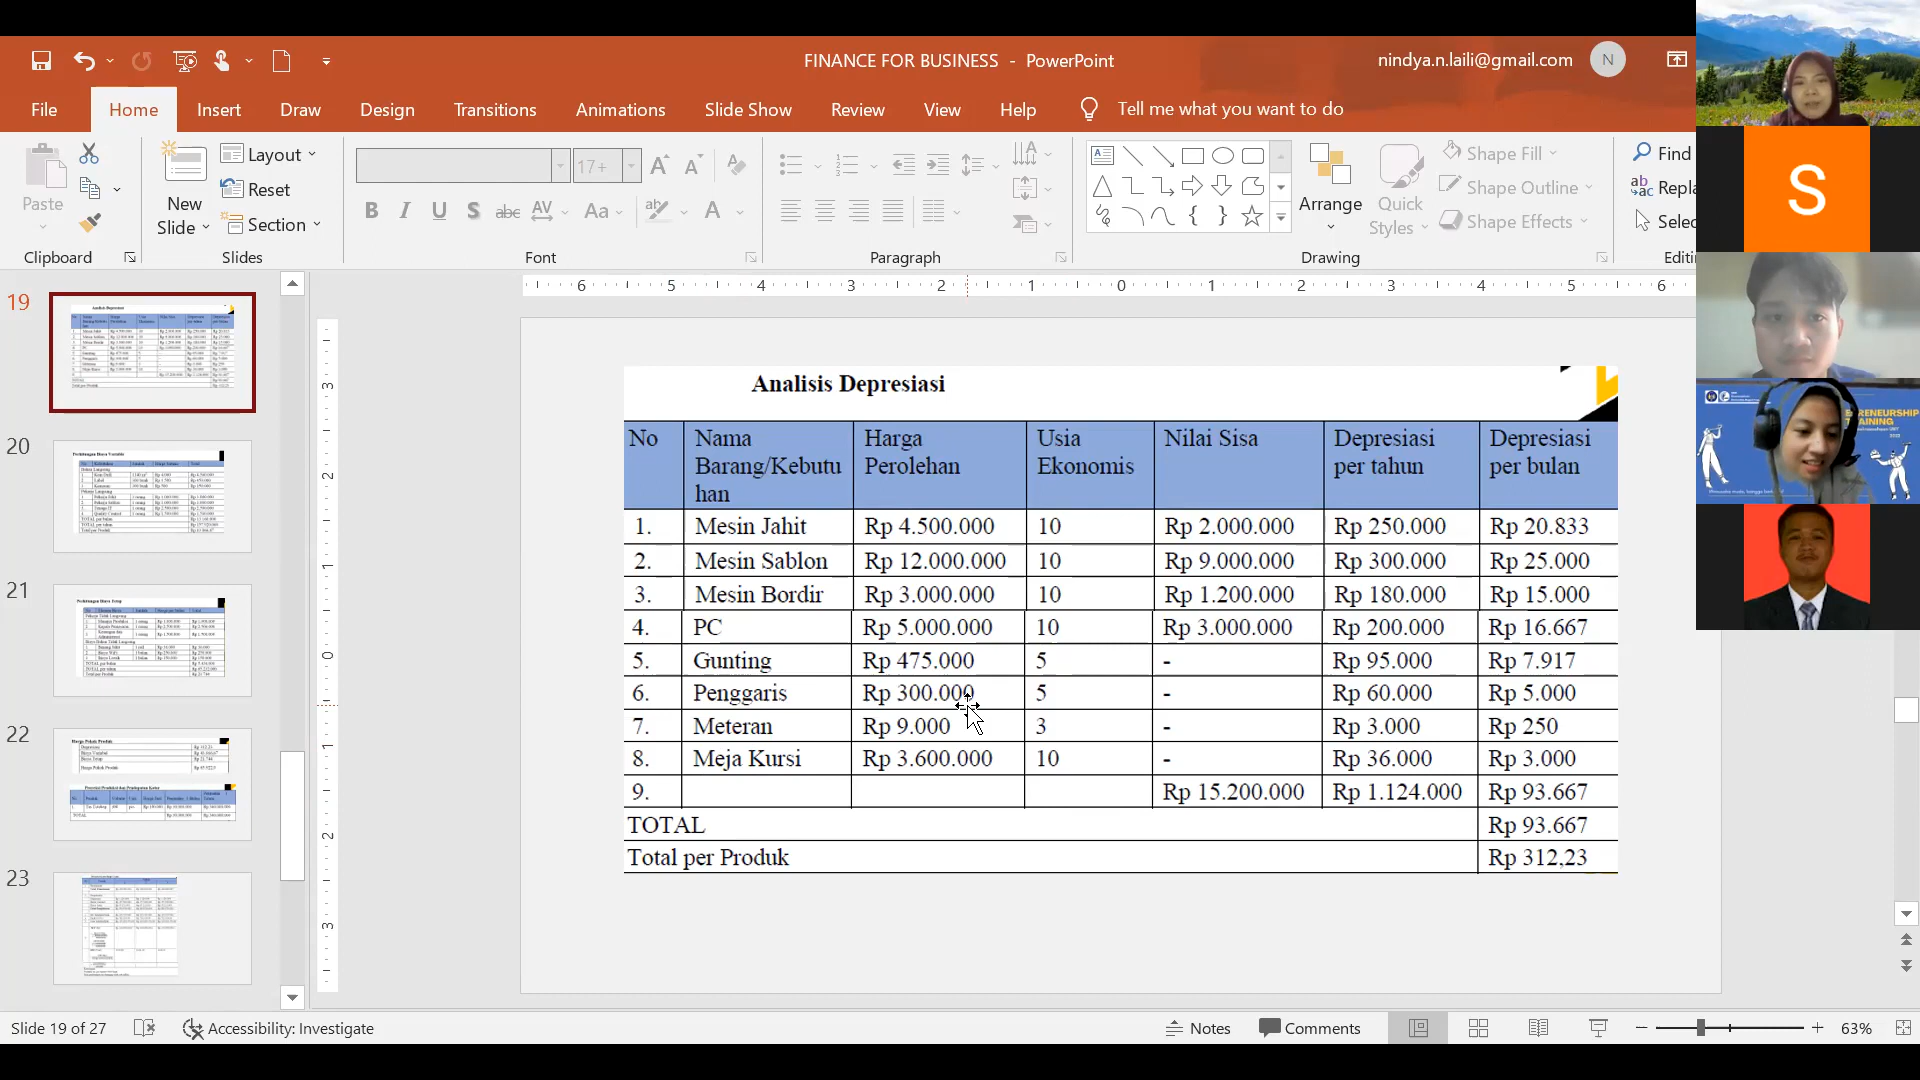 FINANCE FOR BUSINESS - PowerPoint
nindya.n.laili@gmail.com
N
File Home Insert Draw Design Transitions Animations Slide Show Review View Help Tell me what you want to do
Paste
New
Slide
Layout
Reset
Section
17+
Arrange
Quick
Styles
Shape Fill
Shape Outline
Shape Effects
Find
Clipboard Slides Font Paragraph Drawing
19
20
21
22
23
Analisis Depresiasi
No Nama Barang/Kebutuhan Harga Perolehan Usia Ekonomis Nilai Sisa Depresiasi per tahun Depresiasi per bulan
1. Mesin Jahit Rp 4.500.000 10 Rp 2.000.000 Rp 250.000 Rp 20.833
2. Mesin Sablon Rp 12.000.000 10 Rp 9.000.000 Rp 300.000 Rp 25.000
3. Mesin Bordir Rp 3.000.000 10 Rp 1.200.000 Rp 180.000 Rp 15.000
4. PC Rp 5.000.000 10 Rp 3.000.000 Rp 200.000 Rp 16.667
5. Gunting Rp 475.000 5 - Rp 95.000 Rp 7.917
6. Penggaris Rp 300.000 5 - Rp 60.000 Rp 5.000
7. Meteran Rp 9.000 3 - Rp 3.000 Rp 250
8. Meja Kursi Rp 3.600.000 10 - Rp 36.000 Rp 3.000
9. Rp 15.200.000 Rp 1.124.000 Rp 93.667
TOTAL Rp 93.667
Total per Produk Rp 312,23
S
Slide 19 of 27 Accessibility: Investigate Notes Comments 63%